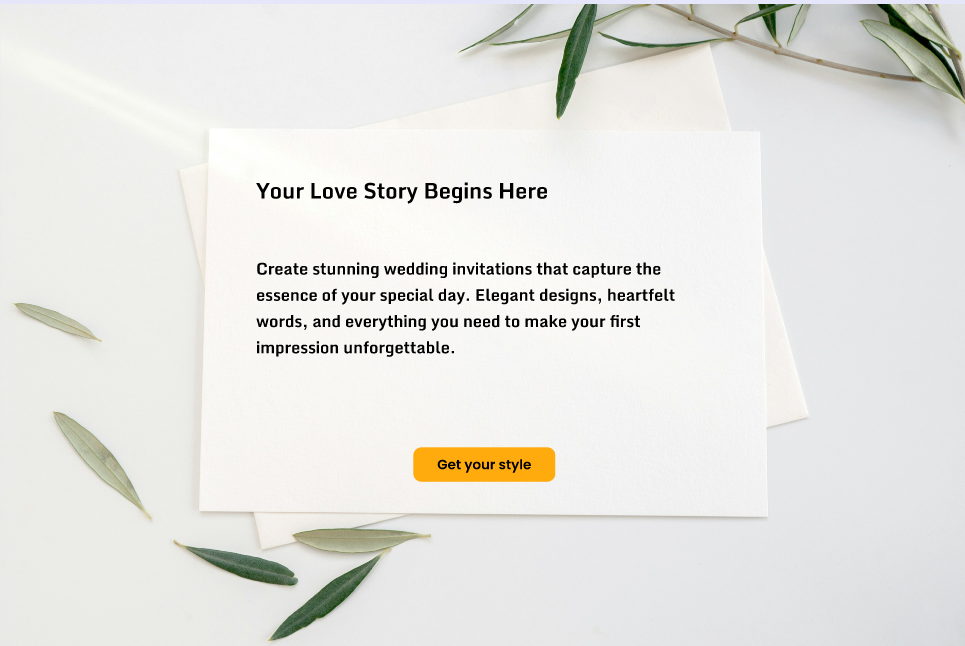 Your Love Story Begins Here
Create stunning wedding invitations that capture the
essence of your special day. Elegant designs, heartfelt
words, and everything you need to make your first
impression unforgettable.
Get your style